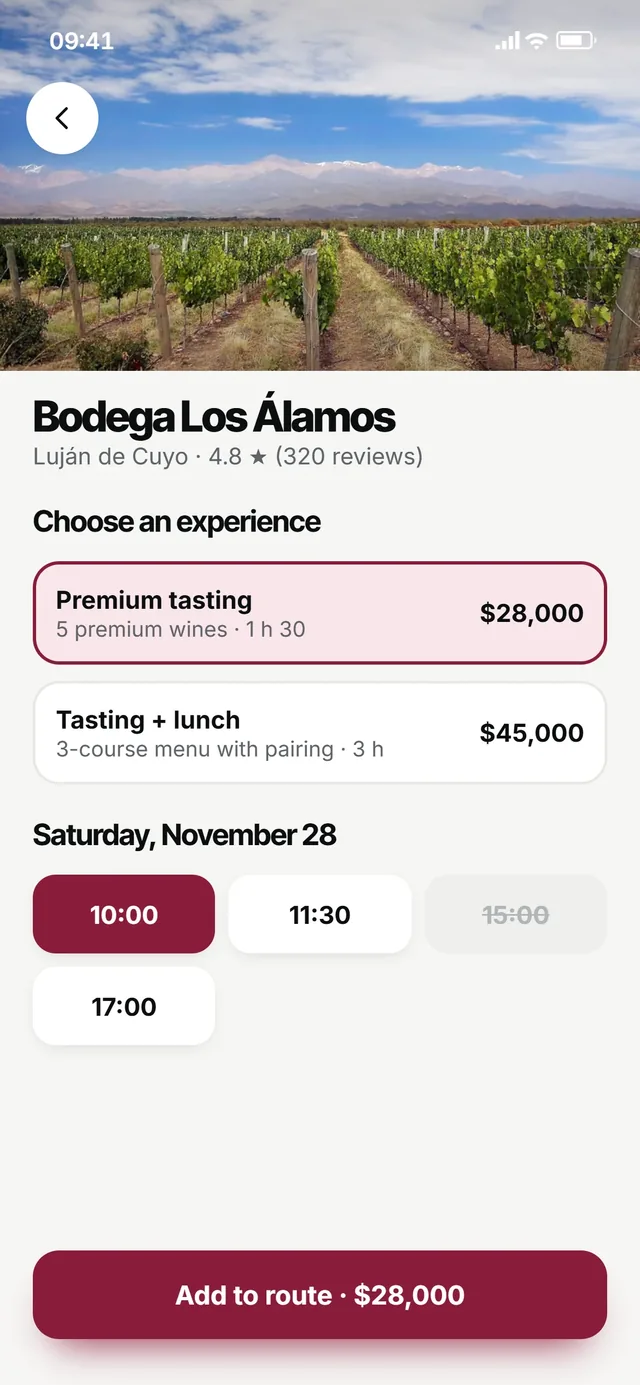 09:41
Bodega Los Álamos
Luján de Cuyo · 4.8 ★ (320 reviews)
Choose an experience
Premium tasting
5 premium wines · 1 h 30
$28,000
Tasting + lunch
3-course menu with pairing · 3 h
$45,000
Saturday, November 28
10:00
11:30
15:00
17:00
Add to route · $28,000